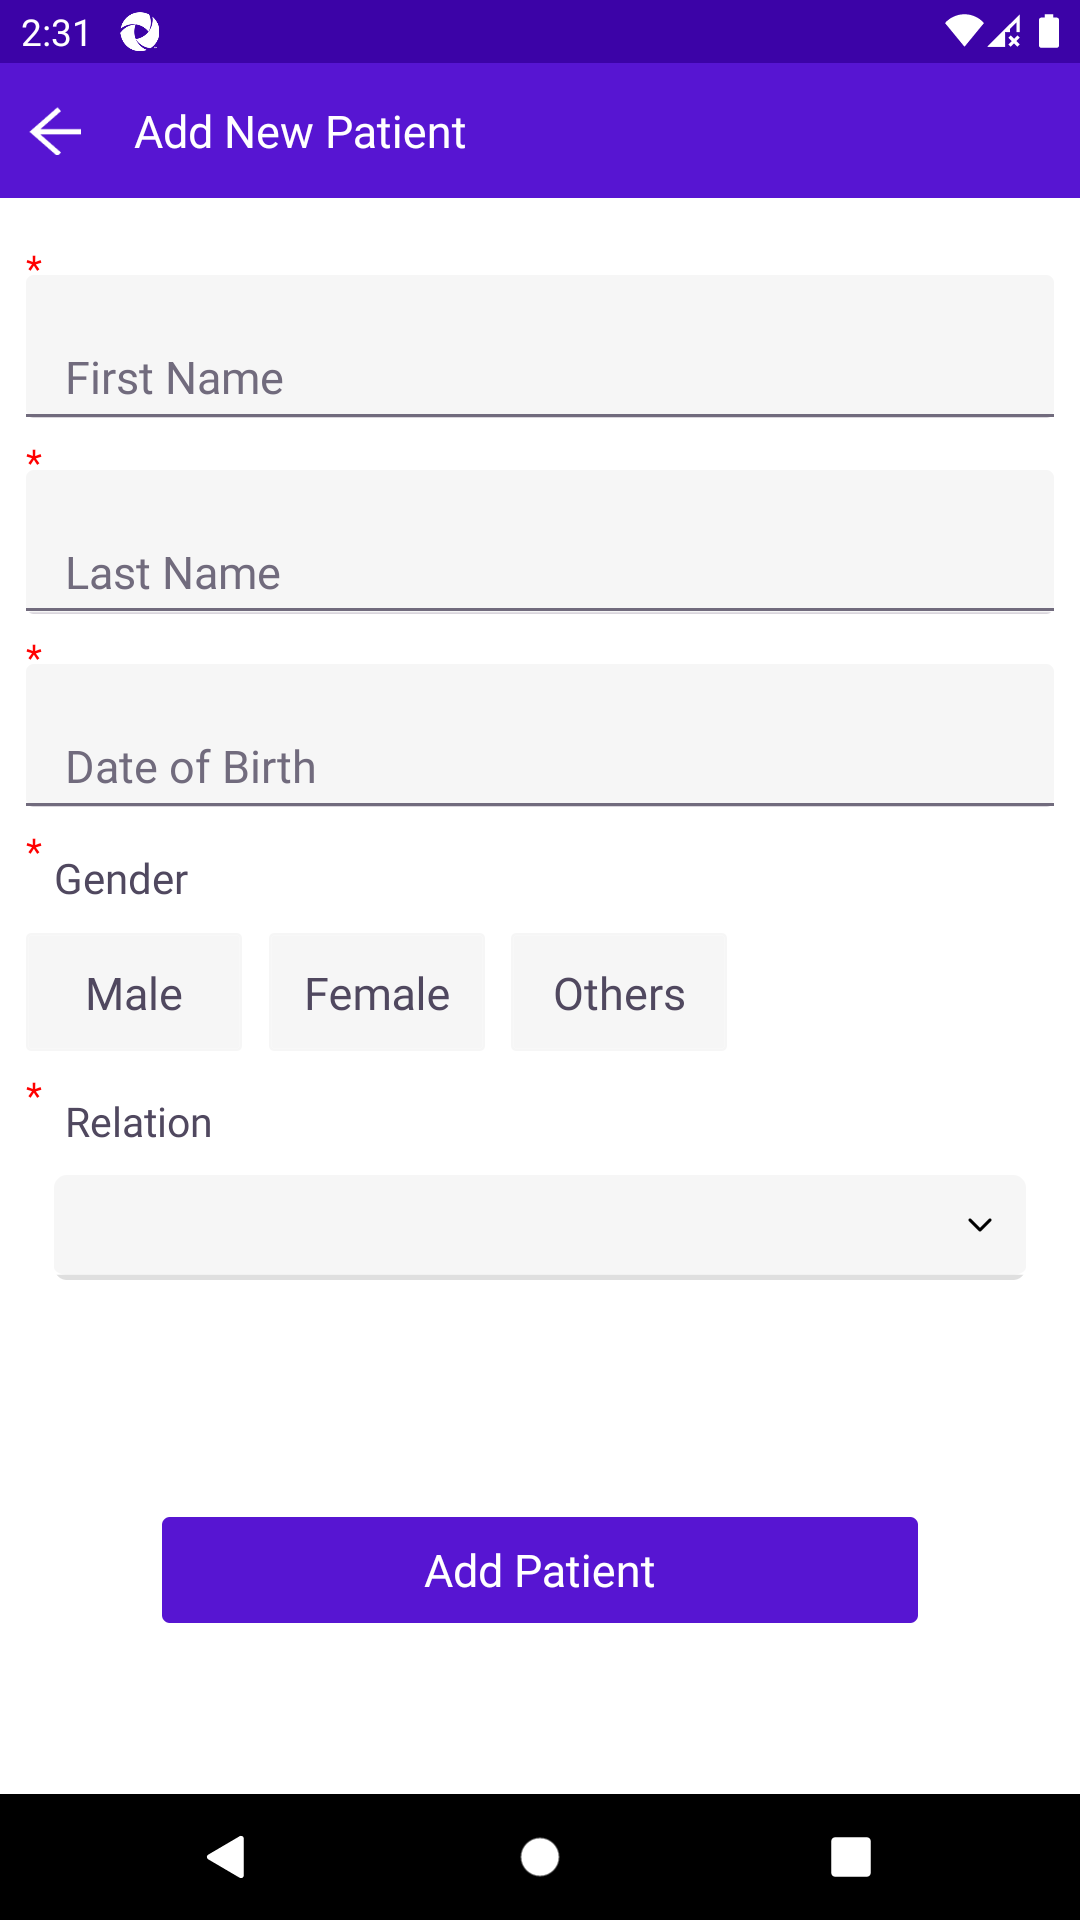 2:31
Add New Patient
*
First Name
*
Last Name
*
Date of Birth
*
Gender
Male Female Others
*
Relation
Add Patient